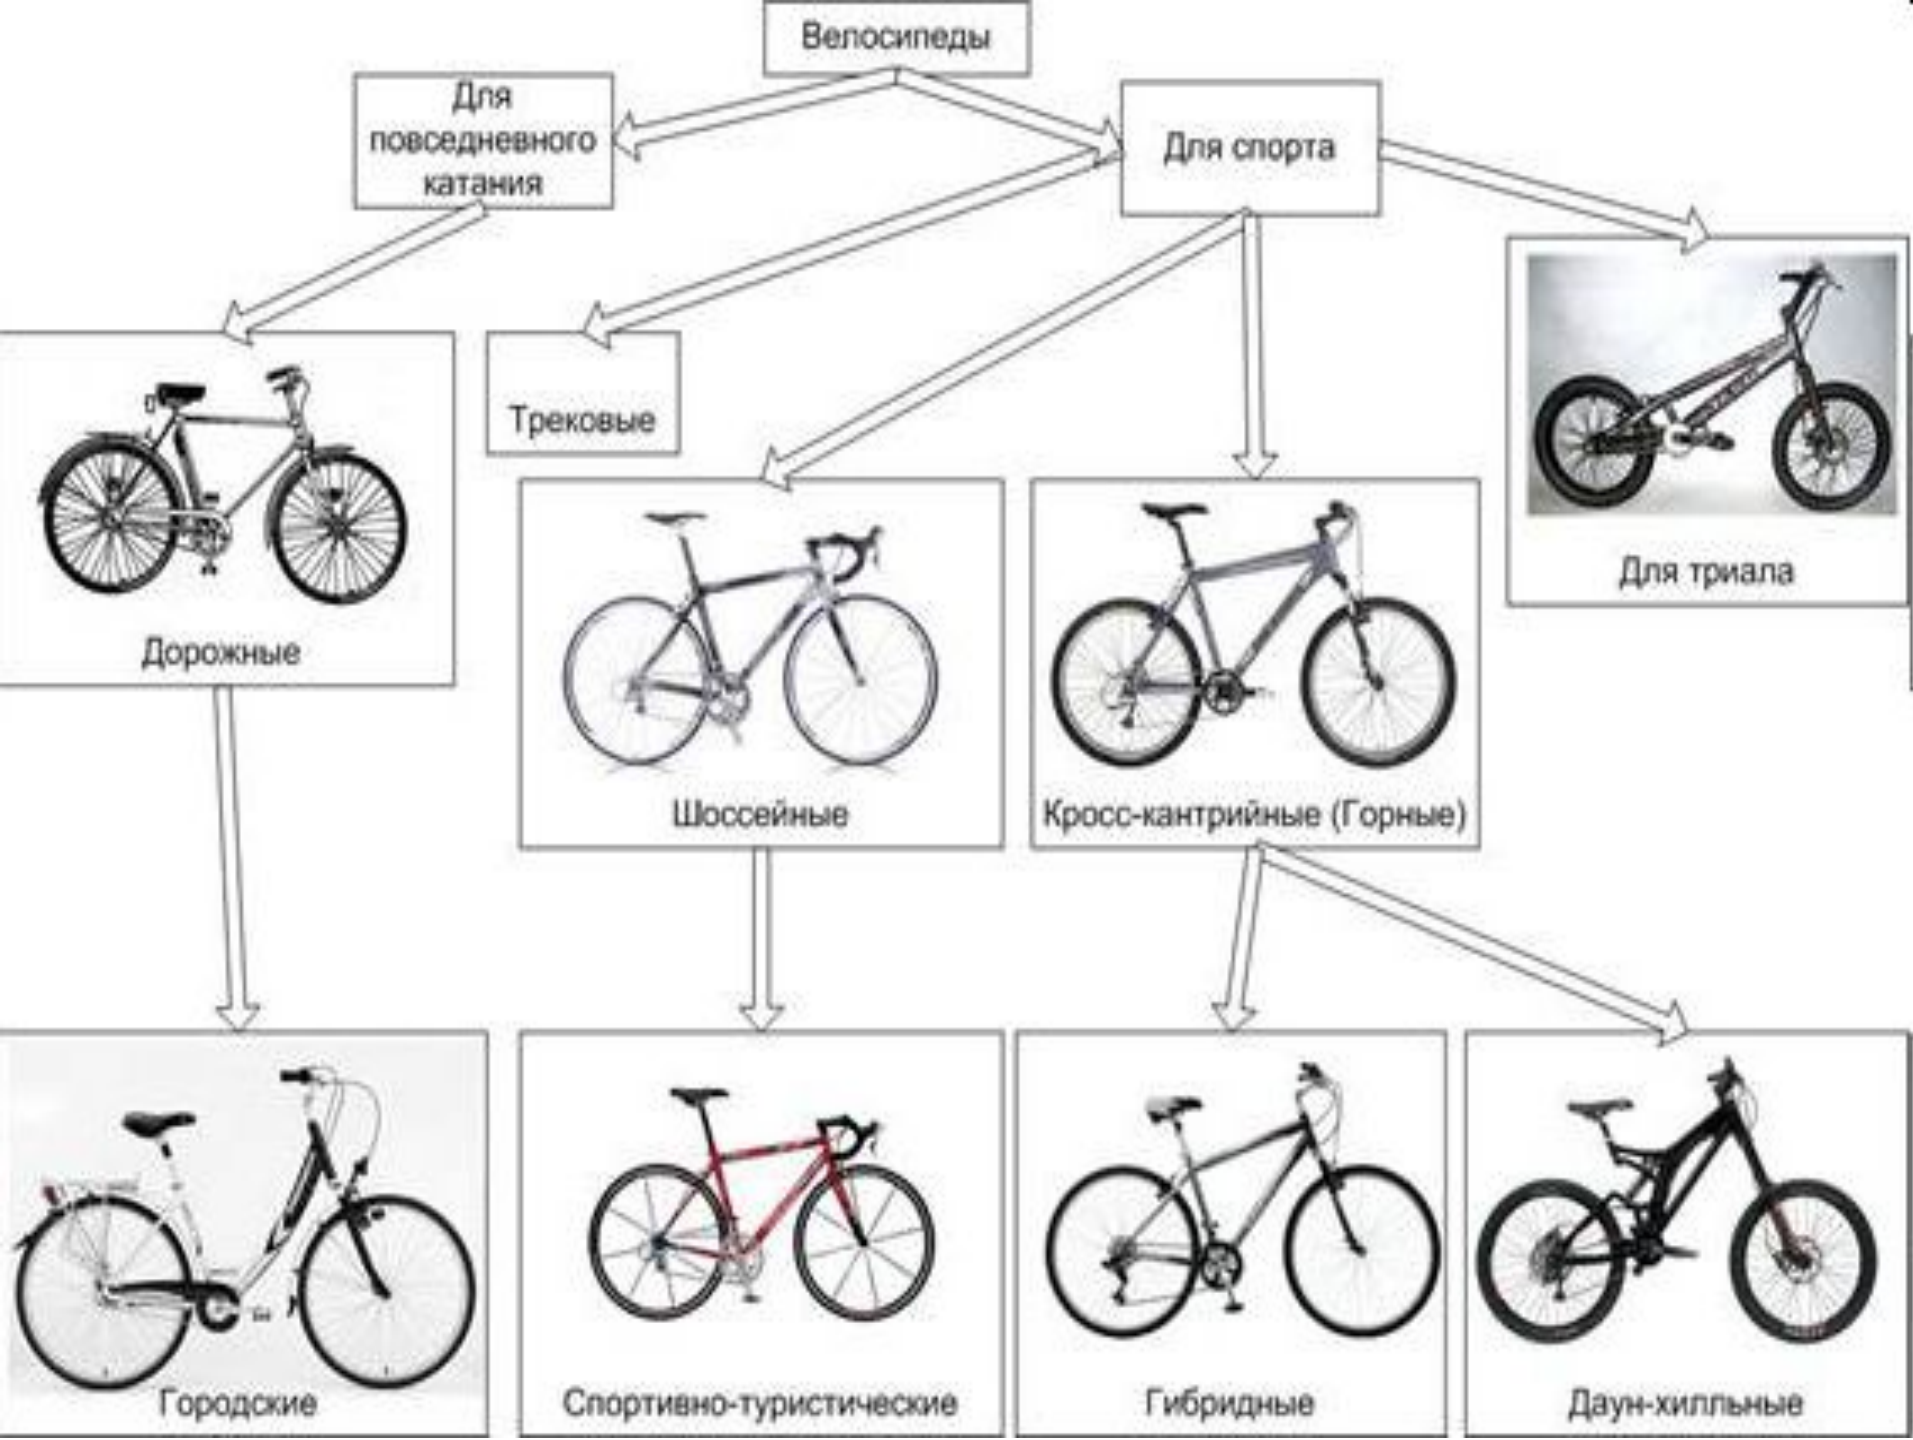 Велосипеды
Для
повседневного
катания
Для спорта
Трековые
Для триала
Дорожные
Шоссейные
Кросс-кантрийные (Горные)
Городские
Спортивно-туристические
Гибридные
Даун-хилльные